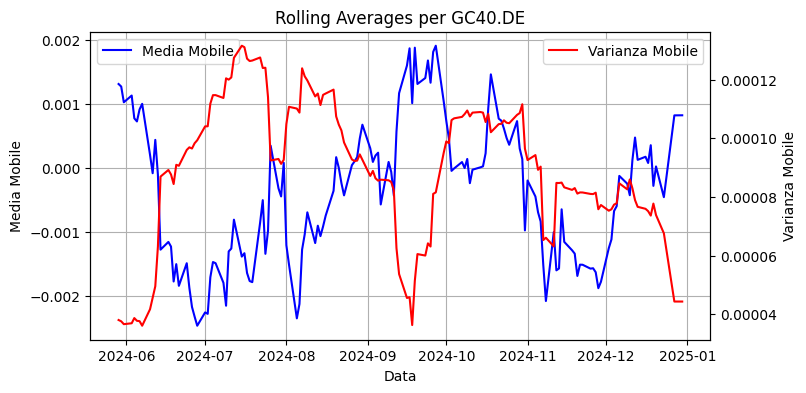 Rolling Averages per GC40.DE
Media Mobile
Varianza Mobile
0.002
0.001
0.000
−0.001
−0.002
Media Mobile
0.00012
0.00010
0.00008
0.00006
0.00004
Varianza Mobile
2024-06 2024-07 2024-08 2024-09 2024-10 2024-11 2024-12 2025-01
Data